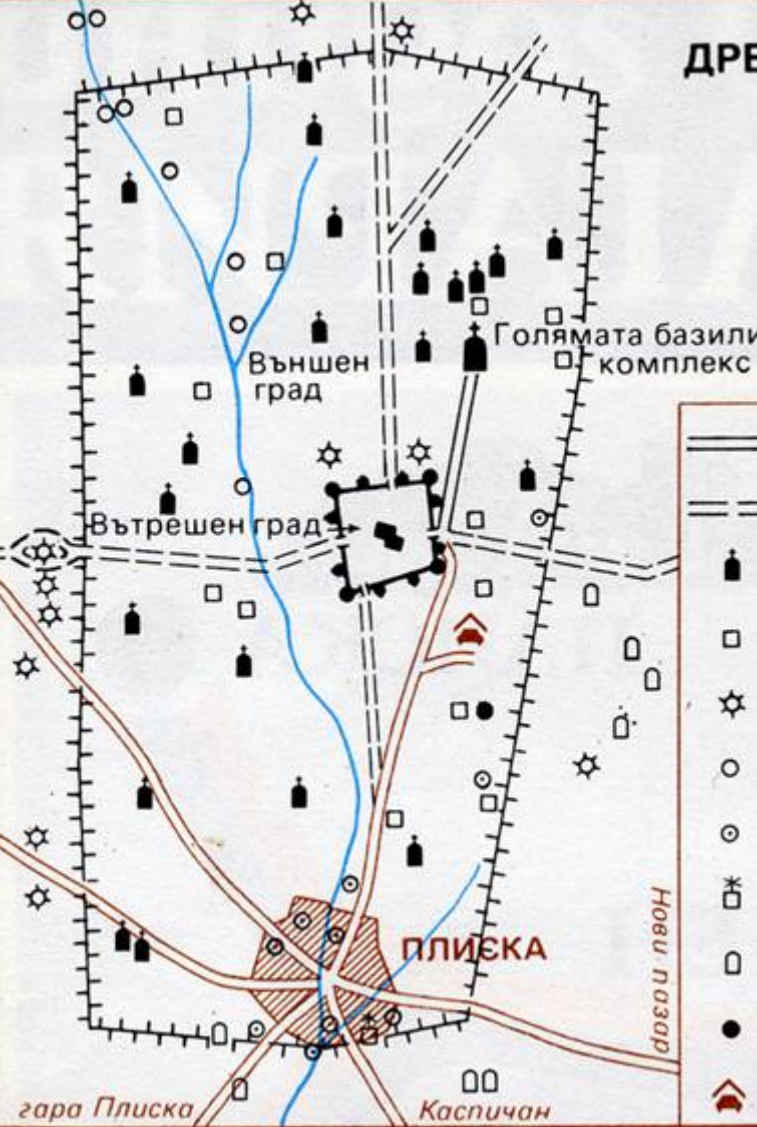 ДРЕ
Голямата базили
комплекс
Външен
град
Вътрешен град
ПЛИСКА
Нови пазар
гара Плиска
Каспичан